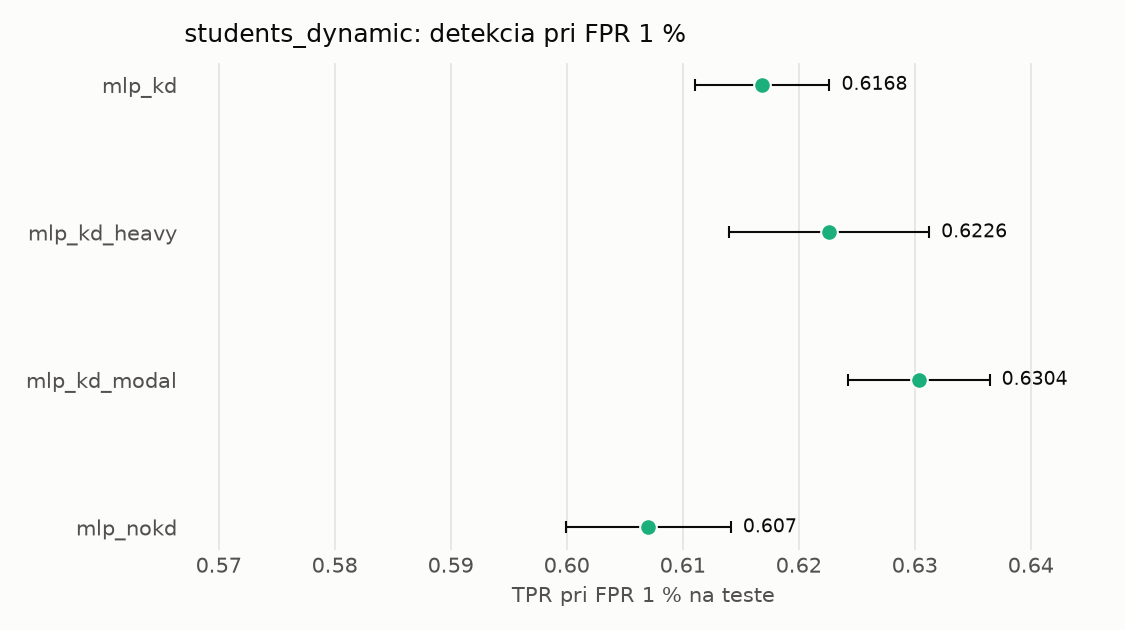 students_dynamic: detekcia pri FPR 1 %
mlp_kd
0.6168
mlp_kd_heavy
0.6226
mlp_kd_modal
0.6304
mlp_nokd
0.607
0.57 0.58 0.59 0.60 0.61 0.62 0.63 0.64
TPR pri FPR 1 % na teste